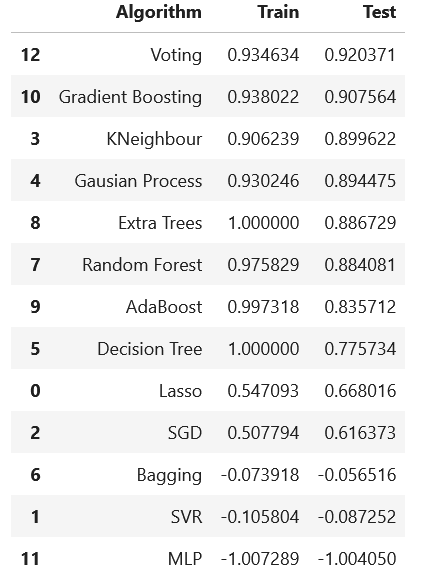 Algorithm Train Test
12 Voting 0.934634 0.920371
10 Gradient Boosting 0.938022 0.907564
3 KNeighbour 0.906239 0.899622
4 Gausian Process 0.930246 0.894475
8 Extra Trees 1.000000 0.886729
7 Random Forest 0.975829 0.884081
9 AdaBoost 0.997318 0.835712
5 Decision Tree 1.000000 0.775734
0 Lasso 0.547093 0.668016
2 SGD 0.507794 0.616373
6 Bagging -0.073918 -0.056516
1 SVR -0.105804 -0.087252
11 MLP -1.007289 -1.004050